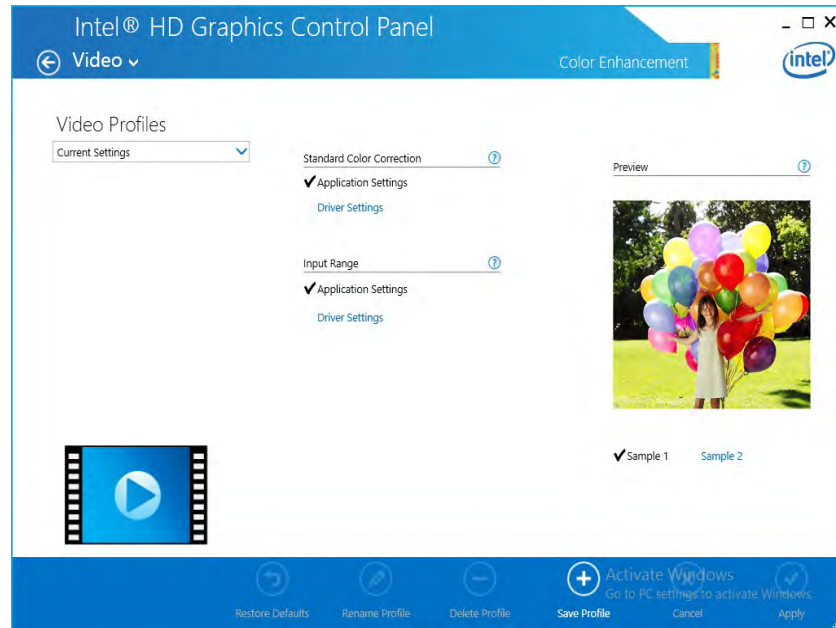 Intel® HD Graphics Control Panel
Video
Color Enhancement
intel
Video Profiles
Current Settings
Standard Color Correction
?
Application Settings
Driver Settings
Input Range
?
Application Settings
Driver Settings
Preview
?
Sample 1 Sample 2
Activate Windows
Go to PC settings to activate Windows.
Restore Defaults Rename Profile Delete Profile Save Profile Cancel Apply